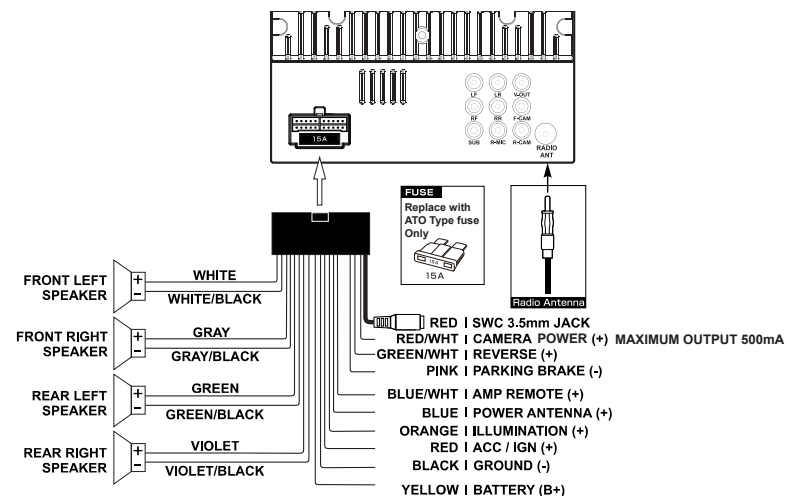 LF LR V-OUT
RF RR F-CAM
SUB R-MIC R-CAM
RADIO
ANT
15A
FUSE
Replace with
ATO Type fuse
Only
15A
15A
Radio Antenna
FRONT LEFT
SPEAKER
+
-
WHITE
WHITE/BLACK
FRONT RIGHT
SPEAKER
+
-
GRAY
GRAY/BLACK
REAR LEFT
SPEAKER
+
-
GREEN
GREEN/BLACK
REAR RIGHT
SPEAKER
+
-
VIOLET
VIOLET/BLACK
RED | SWC 3.5mm JACK
RED/WHT | CAMERA POWER (+) MAXIMUM OUTPUT 500mA
GREEN/WHT | REVERSE (+)
PINK | PARKING BRAKE (-)
BLUE/WHT | AMP REMOTE (+)
BLUE | POWER ANTENNA (+)
ORANGE | ILLUMINATION (+)
RED | ACC / IGN (+)
BLACK | GROUND (-)
YELLOW | BATTERY (B+)